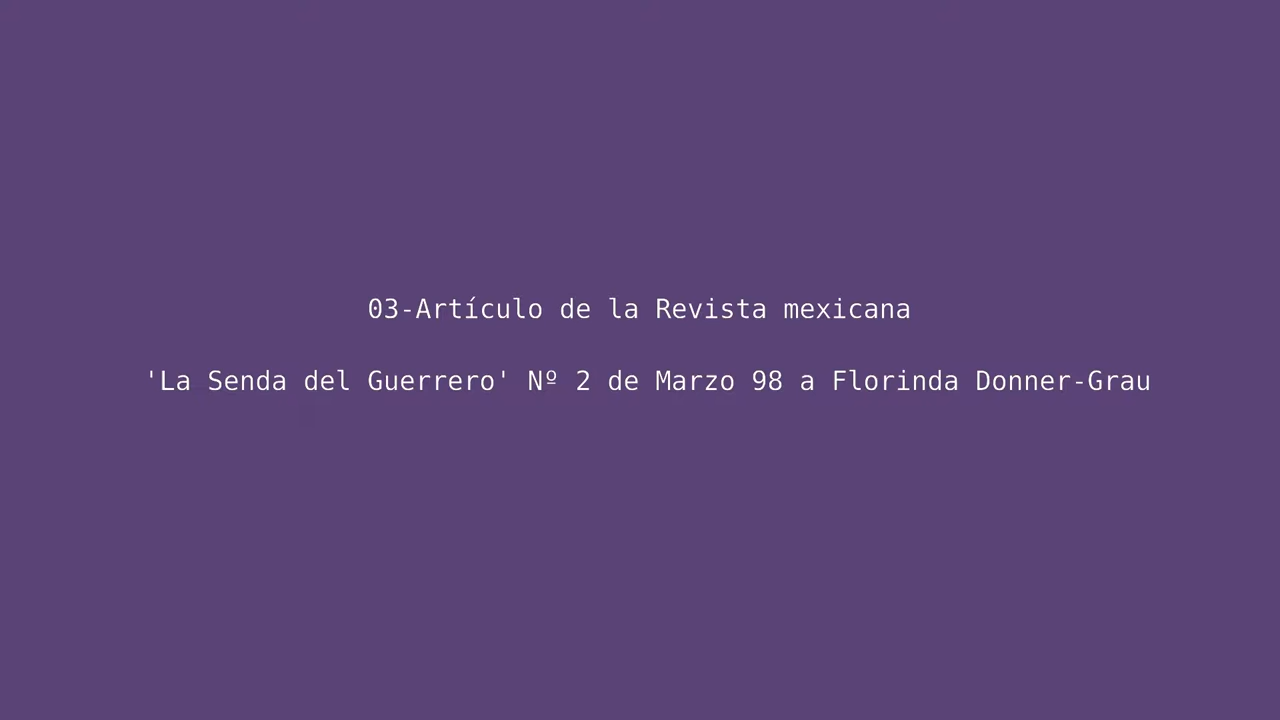 03-Artículo de la Revista mexicana
'La Senda del Guerrero' Nº 2 de Marzo 98 a Florinda Donner-Grau